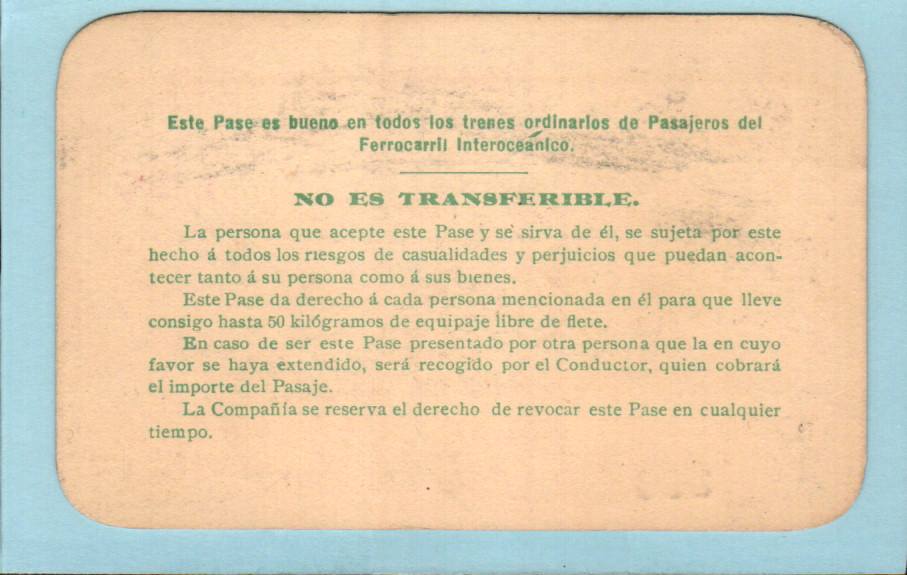 Este Pase es bueno en todos los trenes ordinarios de Pasajeros del
Ferrocarril Interoceánico.
NO ES TRANSFERIBLE.
La persona que acepte este Pase y se sirva de él, se sujeta por este
hecho á todos los riesgos de casualidades y perjuicios que puedan acon-
tecer tanto á su persona como á sus bienes.
Este Pase da derecho á cada persona mencionada en él para que lleve
consigo hasta 50 kilógramos de equipaje libre de flete.
En caso de ser este Pase presentado por otra persona que la en cuyo
favor se haya extendido, será recogido por el Conductor, quien cobrará
el importe del Pasaje.
La Compañía se reserva el derecho de revocar este Pase en cualquier
tiempo.